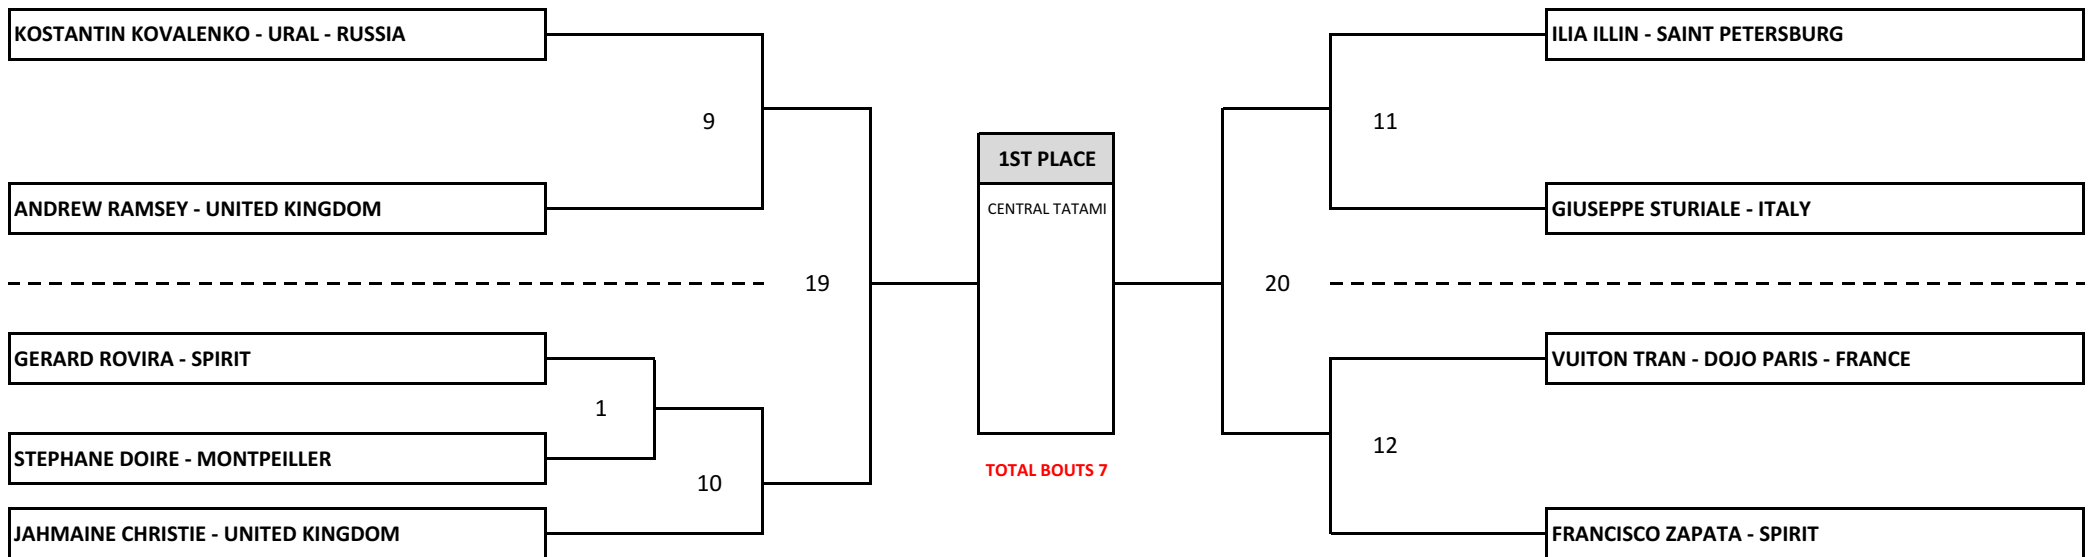 KOSTANTIN KOVALENKO - URAL - RUSSIA
ILIA ILLIN - SAINT PETERSBURG
9
11
1ST PLACE
ANDREW RAMSEY - UNITED KINGDOM
CENTRAL TATAMI
GIUSEPPE STURIALE - ITALY
19
20
GERARD ROVIRA - SPIRIT
VUITON TRAN - DOJO PARIS - FRANCE
1
STEPHANE DOIRE - MONTPEILLER
12
TOTAL BOUTS 7
10
JAHMAINE CHRISTIE - UNITED KINGDOM
FRANCISCO ZAPATA - SPIRIT